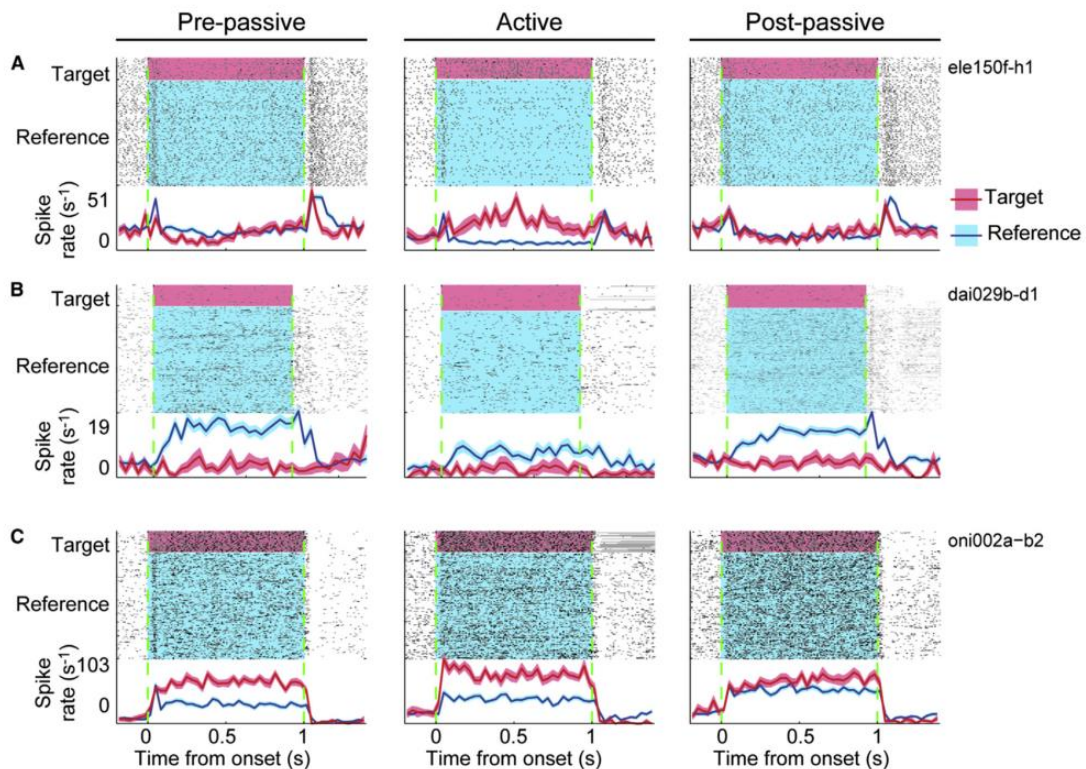 Pre-passive Active Post-passive
A Target ele150f-h1
Reference
51
0
Spike rate (s⁻¹)
Target
Reference
B Target dai029b-d1
Reference
19
0
Spike rate (s⁻¹)
C Target oni002a−b2
Reference
103
0
Spike rate (s⁻¹)
0 0.5 1 0 0.5 1 0 0.5 1
Time from onset (s) Time from onset (s) Time from onset (s)